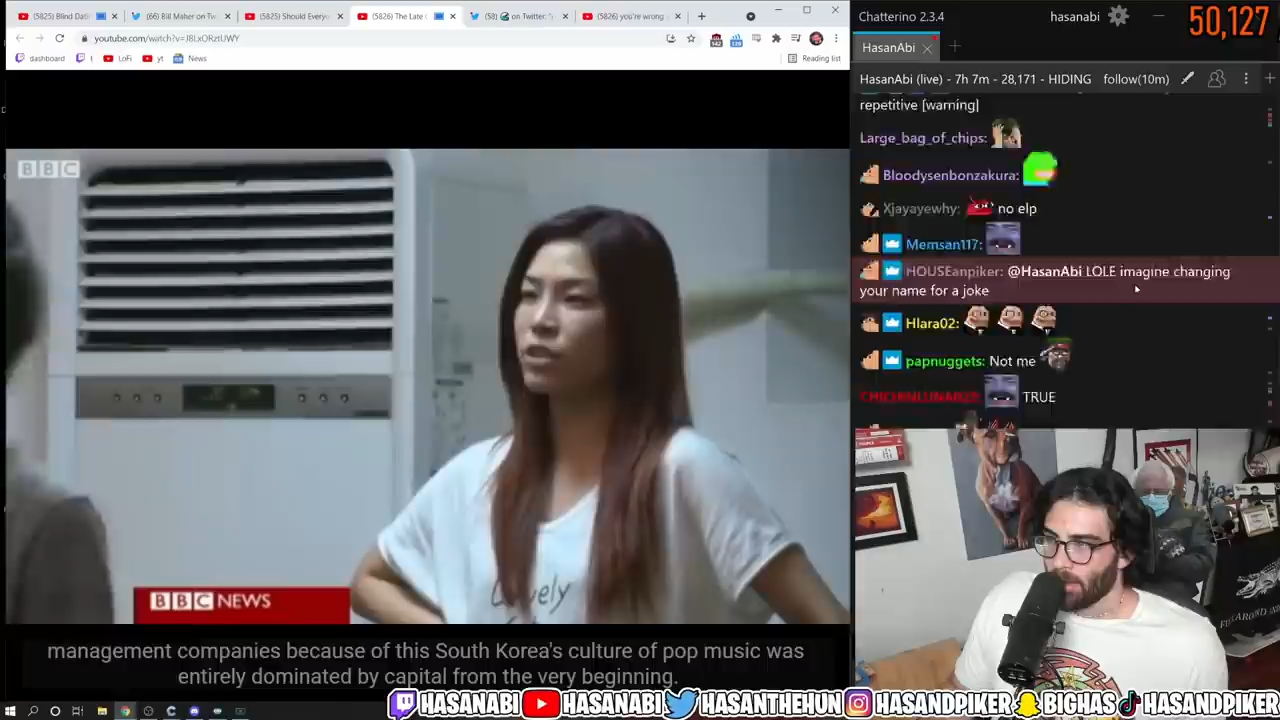 (5825) Blind Dati
(66) Bill Maher on Tw
(5825) Should Everyo
(5826) The Late
(58) on Twitter: "j
(5826) you're wrong
youtube.com/watch?v=J8LxORztUWY
dashboard
LoFi
yt
News
Reading list
Chatterino 2.3.4
hasanabi
50,127
HasanAbi
HasanAbi (live) - 7h 7m - 28,171 - HIDING follow(10m)
repetitive [warning]
Large_bag_of_chips:
Bloodysenbonzakura:
Xjayayewhy: no elp
Memsan117:
HOUSEanpiker: @HasanAbi LOLE imagine changing
your name for a joke
Hlara02:
papnuggets: Not me
TRUE
BBC
Lovely
BBC NEWS
management companies because of this South Korea's culture of pop music was
entirely dominated by capital from the very beginning.
HASANABI HASANABI HASANTHEHUN HASANDPIKER BIGHAS HASANDPIKER